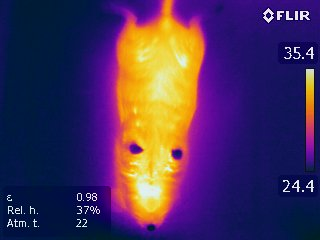 FLIR
35.4
24.4
ε 0.98
Rel. h. 37%
Atm. t. 22